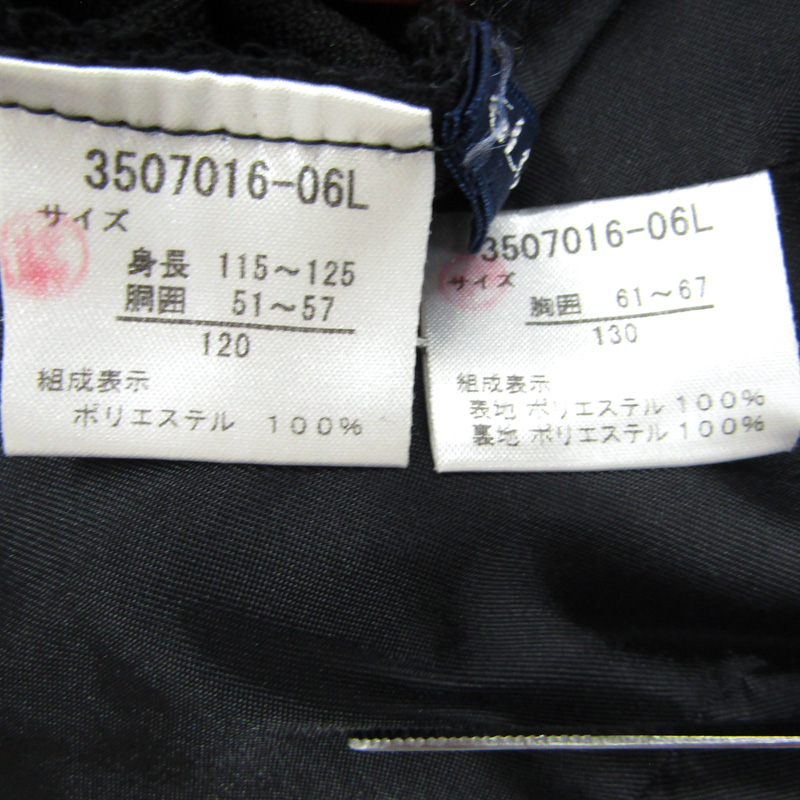 3507016-06L
サイズ
身長 115～125
胴囲 51～57
120
組成表示
ポリエステル 100%
3507016-06L
サイズ
胸囲 61～67
130
組成表示
表地 ポリエステル 100%
裏地 ポリエステル 100%